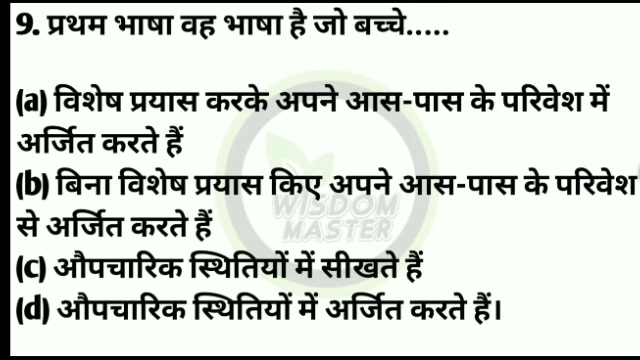 9. प्रथम भाषा वह भाषा है जो बच्चे.....
(a) विशेष प्रयास करके अपने आस-पास के परिवेश में
अर्जित करते हैं
(b) बिना विशेष प्रयास किए अपने आस-पास के परिवेश
से अर्जित करते हैं
WISDOM
MASTER
(c) औपचारिक स्थितियों में सीखते हैं
(d) औपचारिक स्थितियों में अर्जित करते हैं।